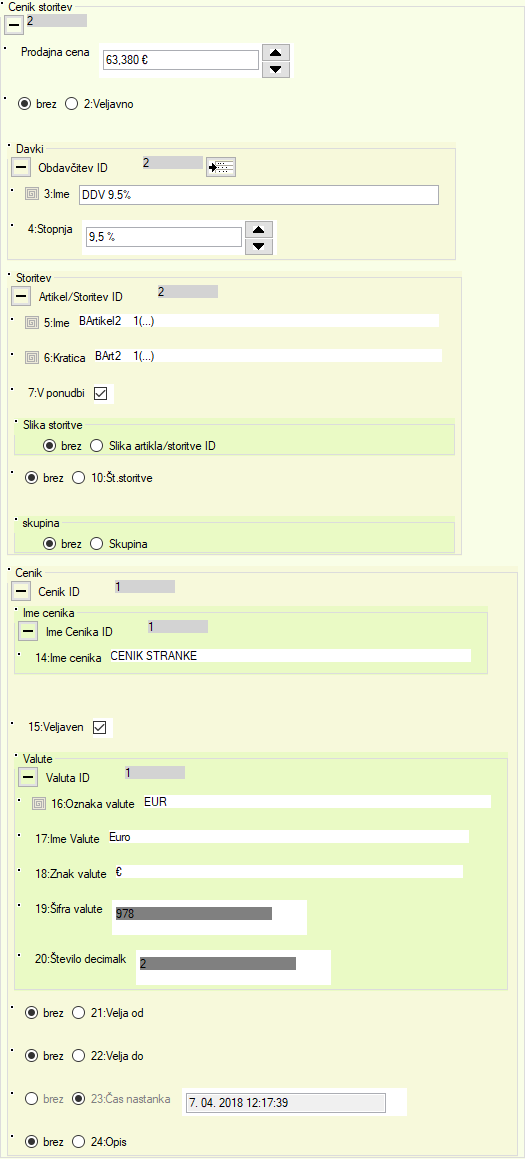 Cenik storitev
2
Prodajna cena 63,380 €
brez 2:Veljavno
Davki
Obdavčitev ID 2
3:Ime DDV 9.5%
4:Stopnja 9,5 %
Storitev
Artikel/Storitev ID 2
5:Ime BArtikel2 1(...)
6:Kratica BArt2 1(...)
7:V ponudbi
Slika storitve
brez Slika artikla/storitve ID
brez 10:Št.storitve
skupina
brez Skupina
Cenik
Cenik ID 1
Ime cenika
Ime Cenika ID 1
14:Ime cenika CENIK STRANKE
15:Veljaven
Valute
Valuta ID 1
16:Oznaka valute EUR
17:Ime Valute Euro
18:Znak valute €
19:Šifra valute 978
20:Število decimalk 2
brez 21:Velja od
brez 22:Velja do
brez 23:Čas nastanka 7. 04. 2018 12:17:39
brez 24:Opis